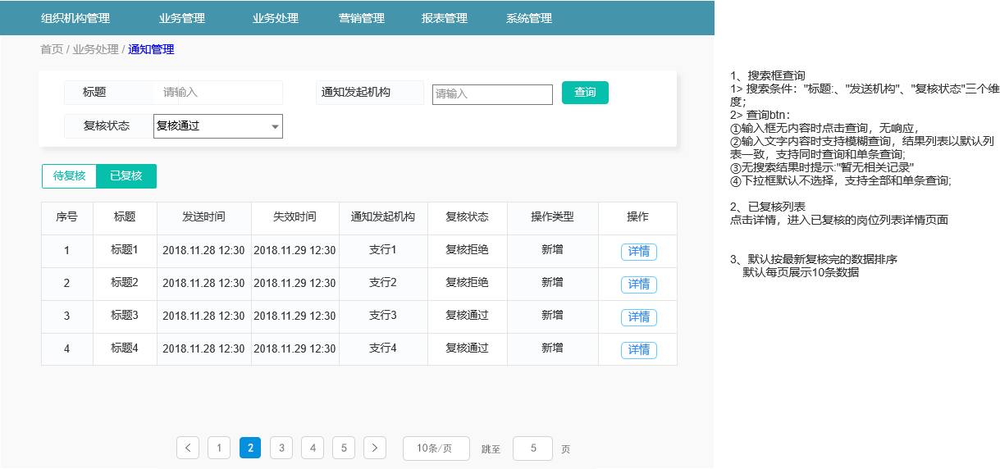 组织机构管理 业务管理 业务处理 营销管理 报表管理 系统管理
首页 / 业务处理 / 通知管理
标题 请输入 通知发起机构 请输入 查询
复核状态 复核通过
待复核 已复核
序号 标题 发送时间 失效时间 通知发起机构 复核状态 操作类型 操作
1 标题1 2018.11.28 12:30 2018.11.29 12:30 支行1 复核拒绝 新增 详情
2 标题2 2018.11.28 12:30 2018.11.29 12:30 支行2 复核拒绝 新增 详情
3 标题3 2018.11.28 12:30 2018.11.29 12:30 支行3 复核通过 新增 详情
4 标题4 2018.11.28 12:30 2018.11.29 12:30 支行4 复核通过 新增 详情
1 2 3 4 5 10条/页 跳至 5 页
1、搜索框查询
1> 搜索条件："标题:、"发送机构"、"复核状态"三个维
度；
2> 查询btn：
①输入框无内容时点击查询，无响应，
②输入文字内容时支持模糊查询，结果列表以默认列
表一致，支持同时查询和单条查询;
③无搜索结果时提示:"暂无相关记录"
④下拉框默认不选择，支持全部和单条查询;
2、已复核列表
点击详情，进入已复核的岗位列表详情页面
3、默认按最新复核完的数据排序
默认每页展示10条数据